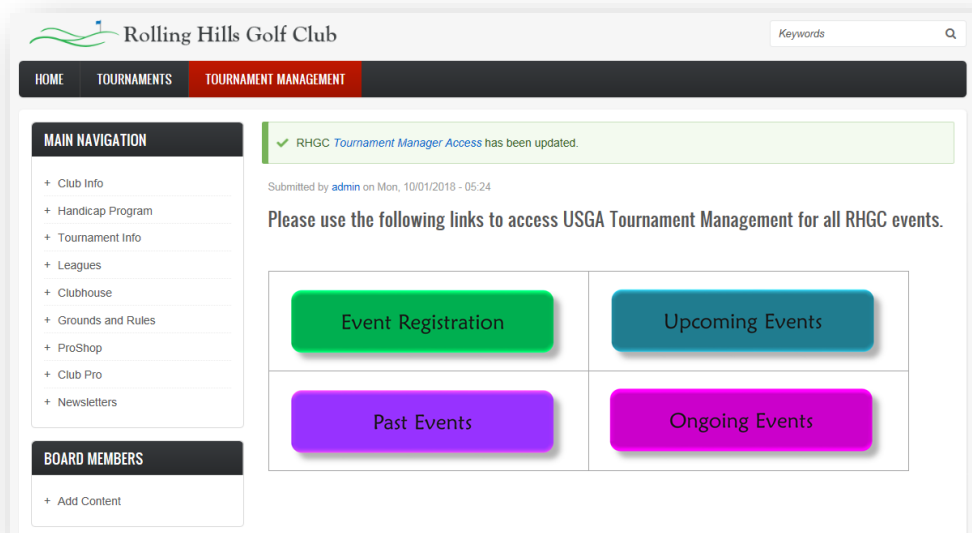 Rolling Hills Golf Club
Keywords
HOME TOURNAMENTS TOURNAMENT MANAGEMENT
MAIN NAVIGATION
+ Club Info
+ Handicap Program
+ Tournament Info
+ Leagues
+ Clubhouse
+ Grounds and Rules
+ ProShop
+ Club Pro
+ Newsletters
BOARD MEMBERS
+ Add Content
RHGC Tournament Manager Access has been updated.
Submitted by admin on Mon, 10/01/2018 - 05:24
Please use the following links to access USGA Tournament Management for all RHGC events.
Event Registration
Upcoming Events
Past Events
Ongoing Events